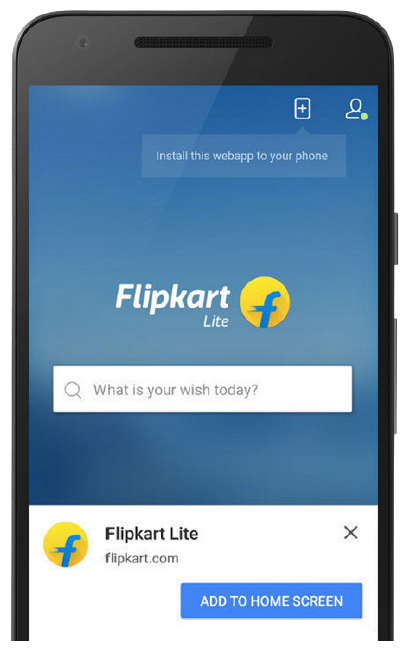 Install this webapp to your phone
Flipkart
Lite
What is your wish today?
Flipkart Lite
flipkart.com
ADD TO HOME SCREEN